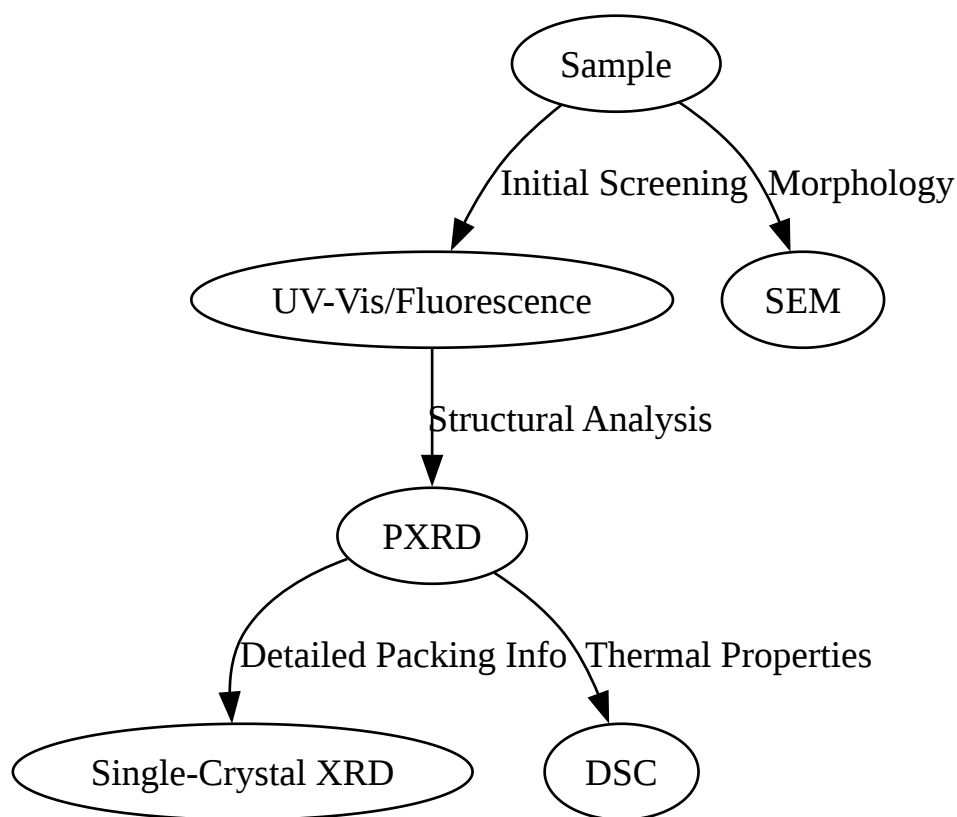 Sample
Initial Screening
Morphology
UV-Vis/Fluorescence
SEM
Structural Analysis
PXRD
Detailed Packing Info
Thermal Properties
Single-Crystal XRD
DSC